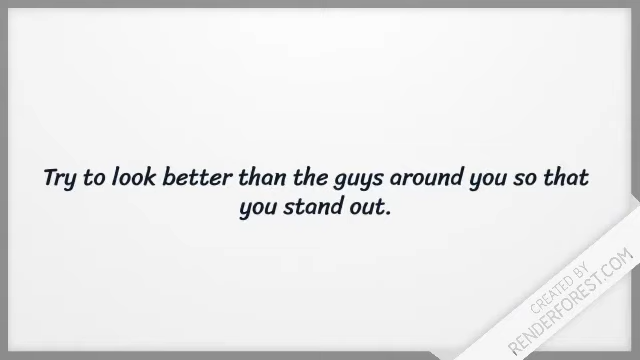 Try to look better than the guys around you so that
you stand out.
CREATED BY
RENDERFOREST.COM